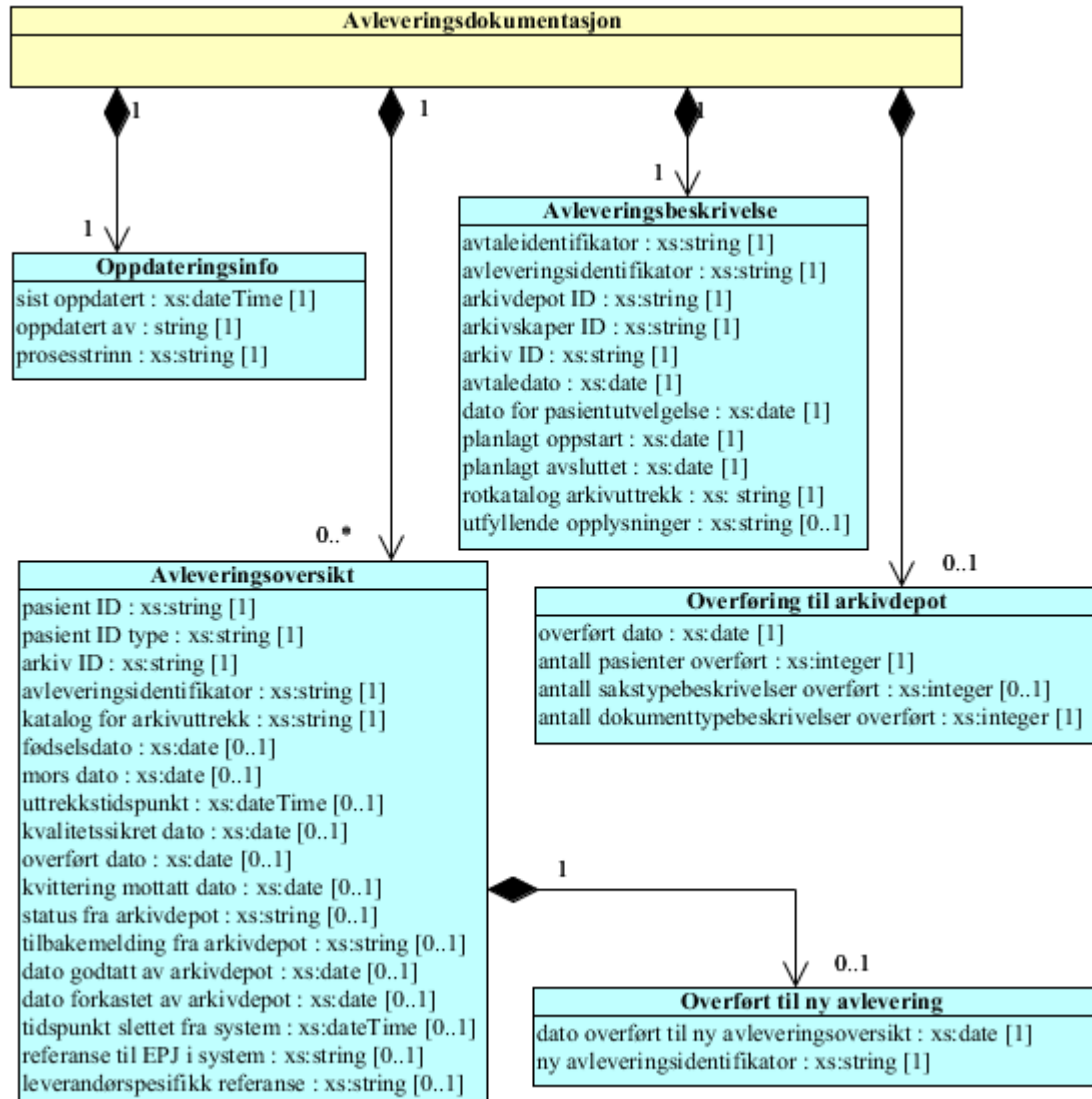 Avleveringsdokumentasjon
1
1
1
1
1
Avleveringsbeskrivelse
avtaleidentifikator : xs:string [1]
avleveringsidentifikator : xs:string [1]
arkivdepot ID : xs:string [1]
arkivskaper ID : xs:string [1]
arkiv ID : xs:string [1]
avtaledato : xs:date [1]
dato for pasientutvelgelse : xs:date [1]
planlagt oppstart : xs:date [1]
planlagt avsluttet : xs:date [1]
rotkatalog arkivuttrekk : xs: string [1]
utfyllende opplysninger : xs:string [0..1]
Oppdateringsinfo
sist oppdatert : xs:dateTime [1]
oppdatert av : string [1]
prosesstrinn : xs:string [1]
0..*
0..1
Avleveringsoversikt
pasient ID : xs:string [1]
pasient ID type : xs:string [1]
arkiv ID : xs:string [1]
avleveringsidentifikator : xs:string [1]
katalog for arkivuttrekk : xs:string [1]
fødselsdato : xs:date [0..1]
mors dato : xs:date [0..1]
uttrekkstidspunkt : xs:dateTime [0..1]
kvalitetssikret dato : xs:date [0..1]
overført dato : xs:date [0..1]
kvittering mottatt dato : xs:date [0..1]
status fra arkivdepot : xs:string [0..1]
tilbakemelding fra arkivdepot : xs:string [0..1]
dato godtatt av arkivdepot : xs:date [0..1]
dato forkastet av arkivdepot : xs:date [0..1]
tidspunkt slettet fra system : xs:dateTime [0..1]
referanse til EPJ i system : xs:string [0..1]
leverandørspesifikk referanse : xs:string [0..1]
Overføring til arkivdepot
overført dato : xs:date [1]
antall pasienter overført : xs:integer [1]
antall sakstypebeskrivelser overført : xs:integer [0..1]
antall dokumenttypebeskrivelser overført : xs:integer [1]
1
0..1
Overført til ny avlevering
dato overført til ny avleveringsoversikt : xs:date [1]
ny avleveringsidentifikator : xs:string [1]